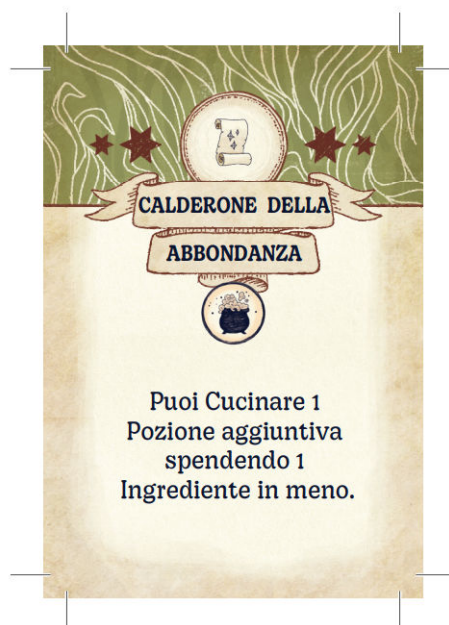 CALDERONE DELLA
ABBONDANZA
Puoi Cucinare 1
Pozione aggiuntiva
spendendo 1
Ingrediente in meno.